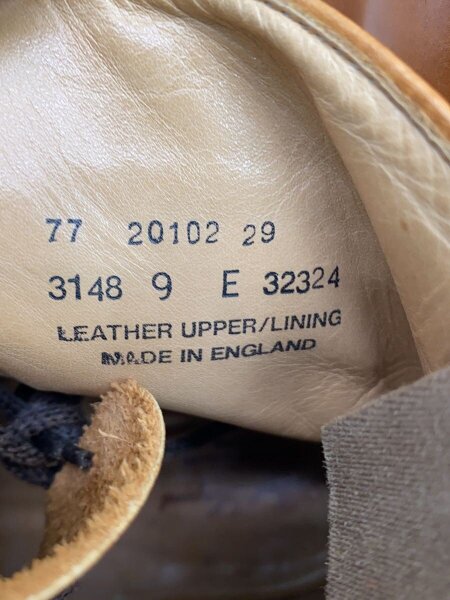 77 20102 29
3148 9 E 32324
LEATHER UPPER/LINING
MADE IN ENGLAND